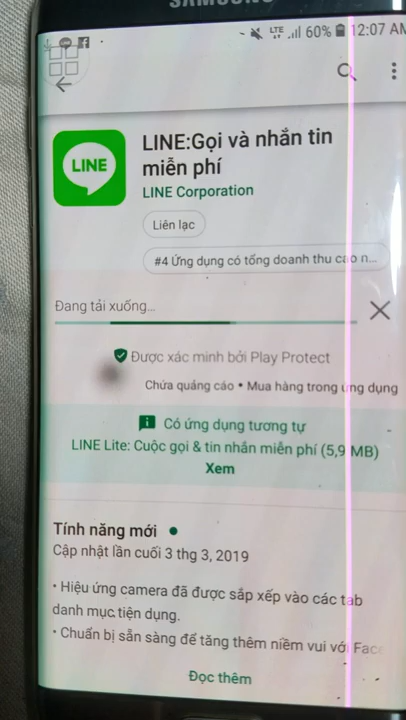 SAMSUNG
LTE 60% 12:07 AM
LINE
LINE:Gọi và nhắn tin
miễn phí
LINE Corporation
Liên lạc
#4 Ứng dụng có tổng doanh thu cao n...
Đang tải xuống...
Được xác minh bởi Play Protect
Chứa quảng cáo • Mua hàng trong ứng dụng
Có ứng dụng tương tự
LINE Lite: Cuộc gọi & tin nhắn miễn phí (5,9 MB)
Xem
Tính năng mới •
Cập nhật lần cuối 3 thg 3, 2019
• Hiệu ứng camera đã được sắp xếp vào các tab
danh mục tiện dụng.
• Chuẩn bị sẵn sàng để tăng thêm niềm vui với Face
Đọc thêm